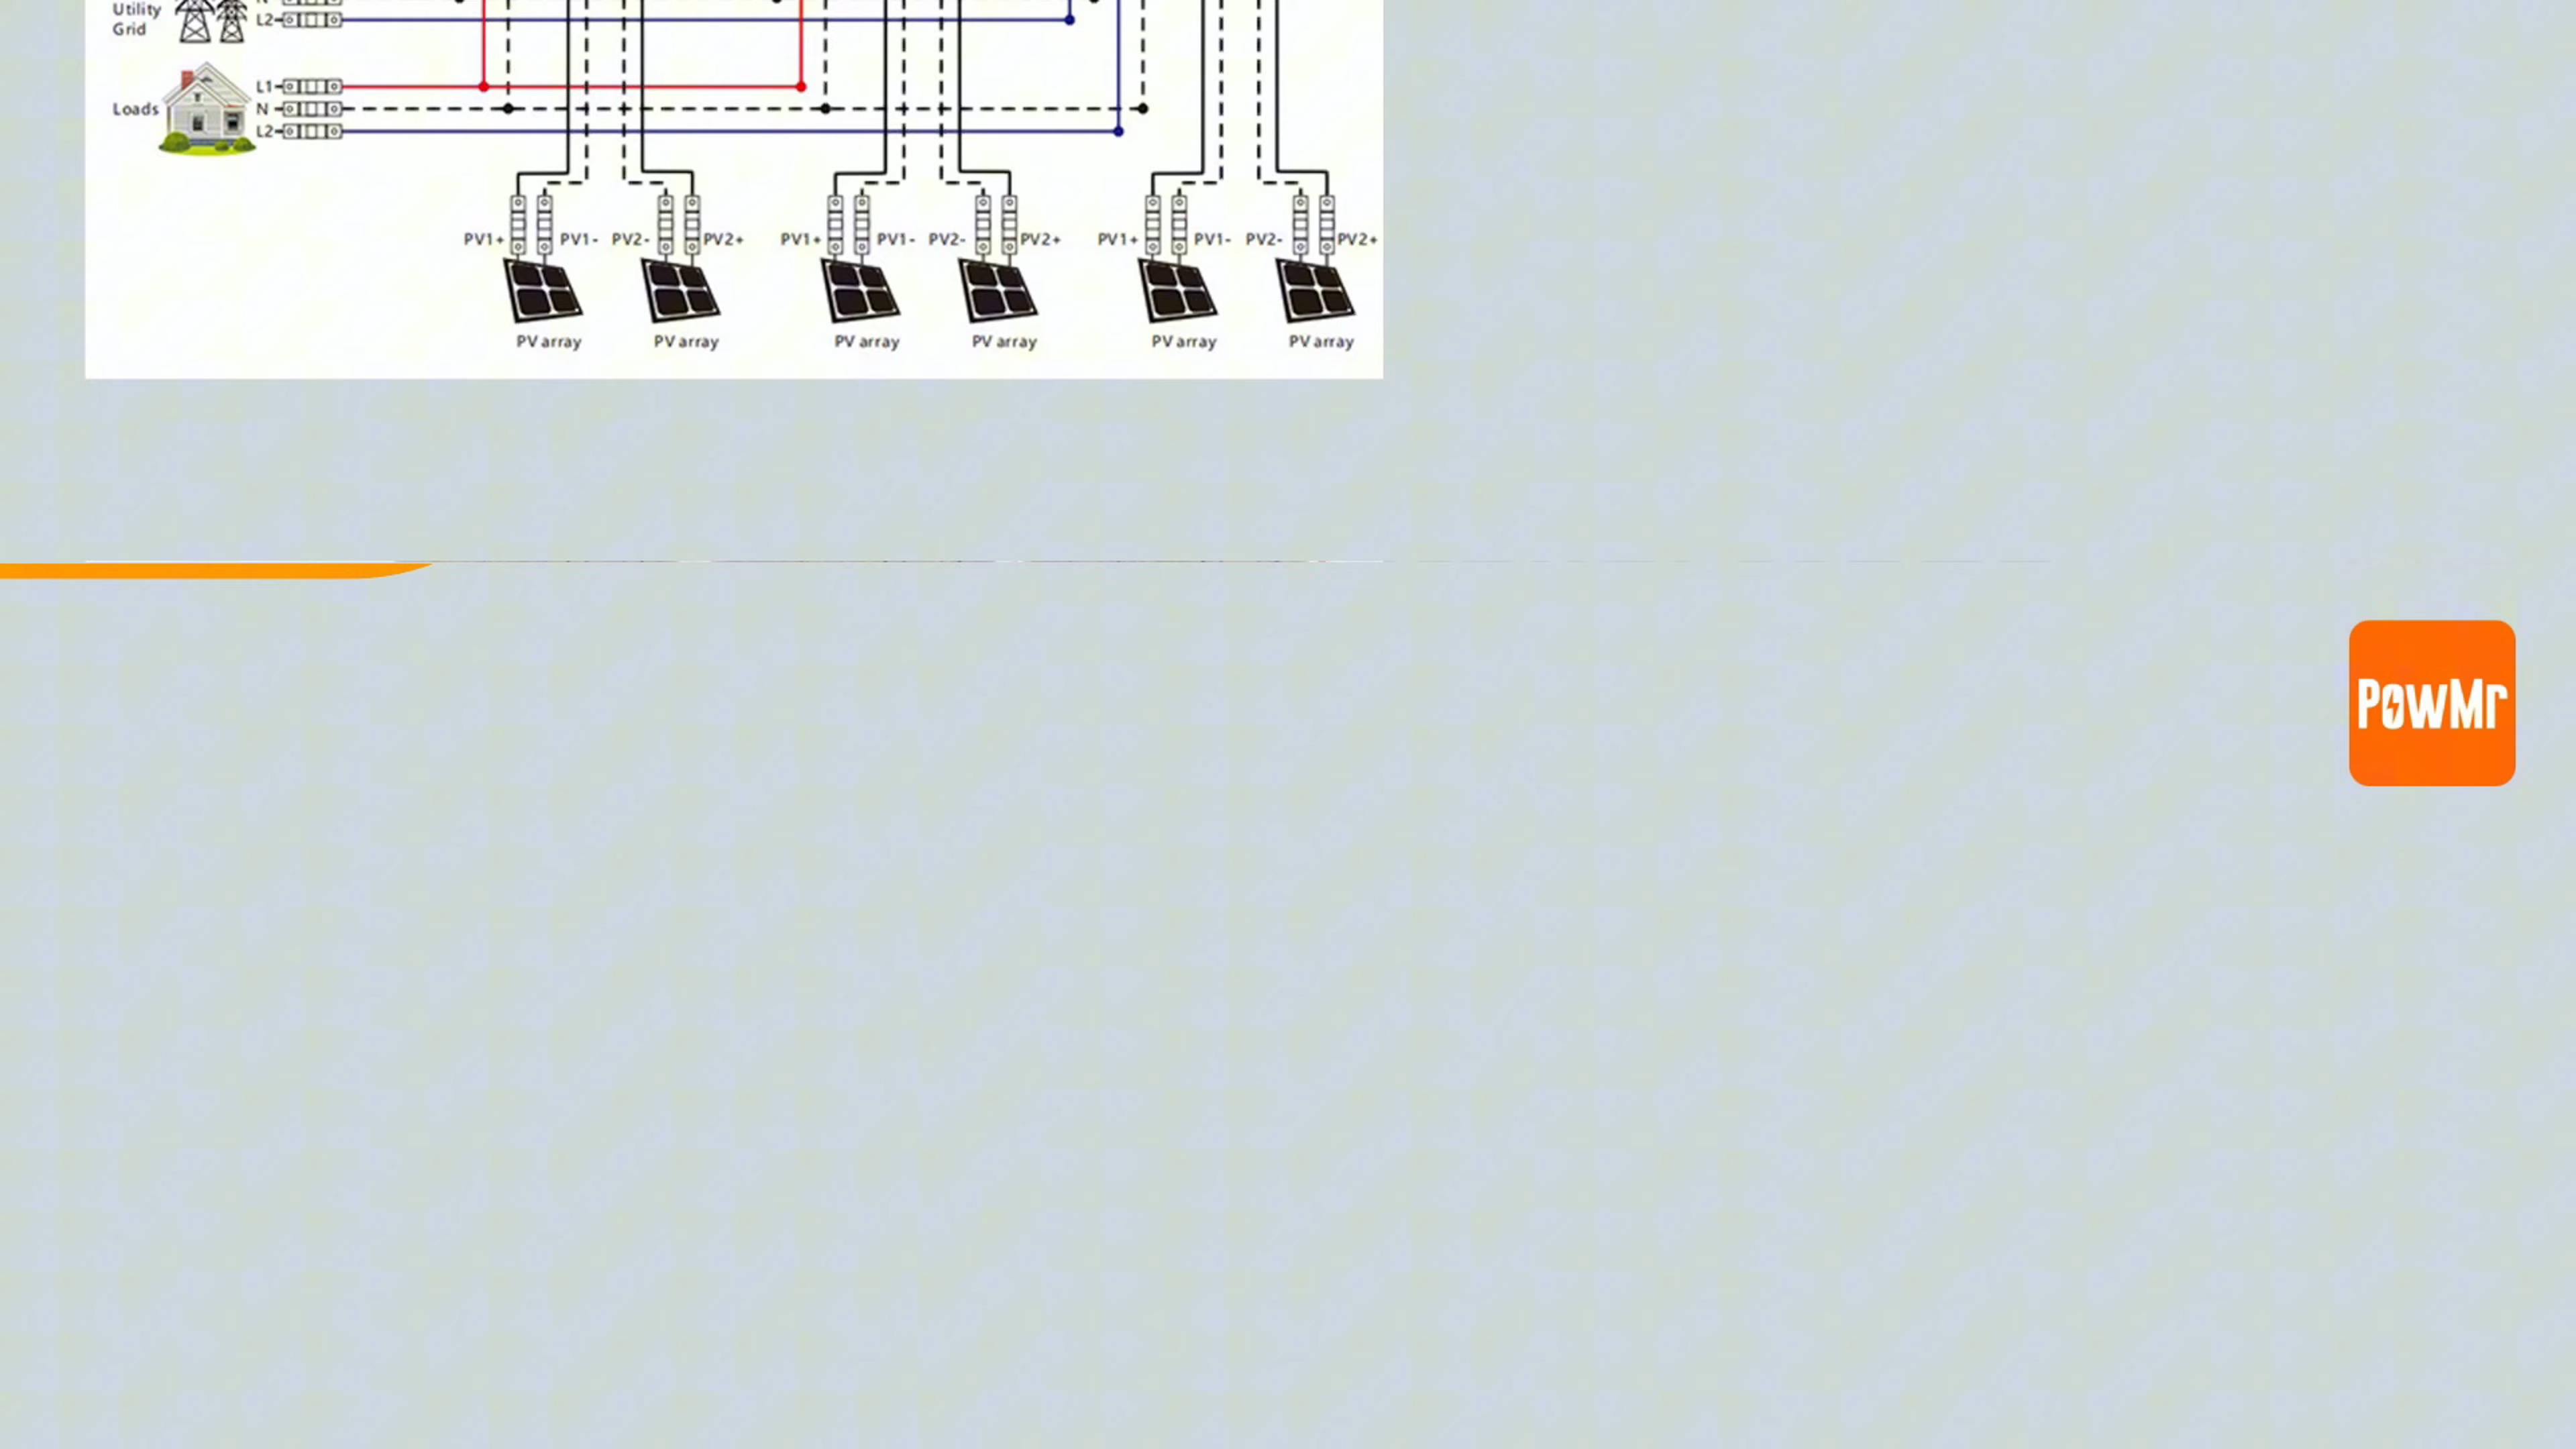 Utility
Grid
L2
L1
Loads
N
L2
PV1+ PV1- PV2- PV2+ PV1+ PV1- PV2- PV2+ PV1+ PV1- PV2- PV2+
PV array PV array PV array PV array PV array PV array
PowMr